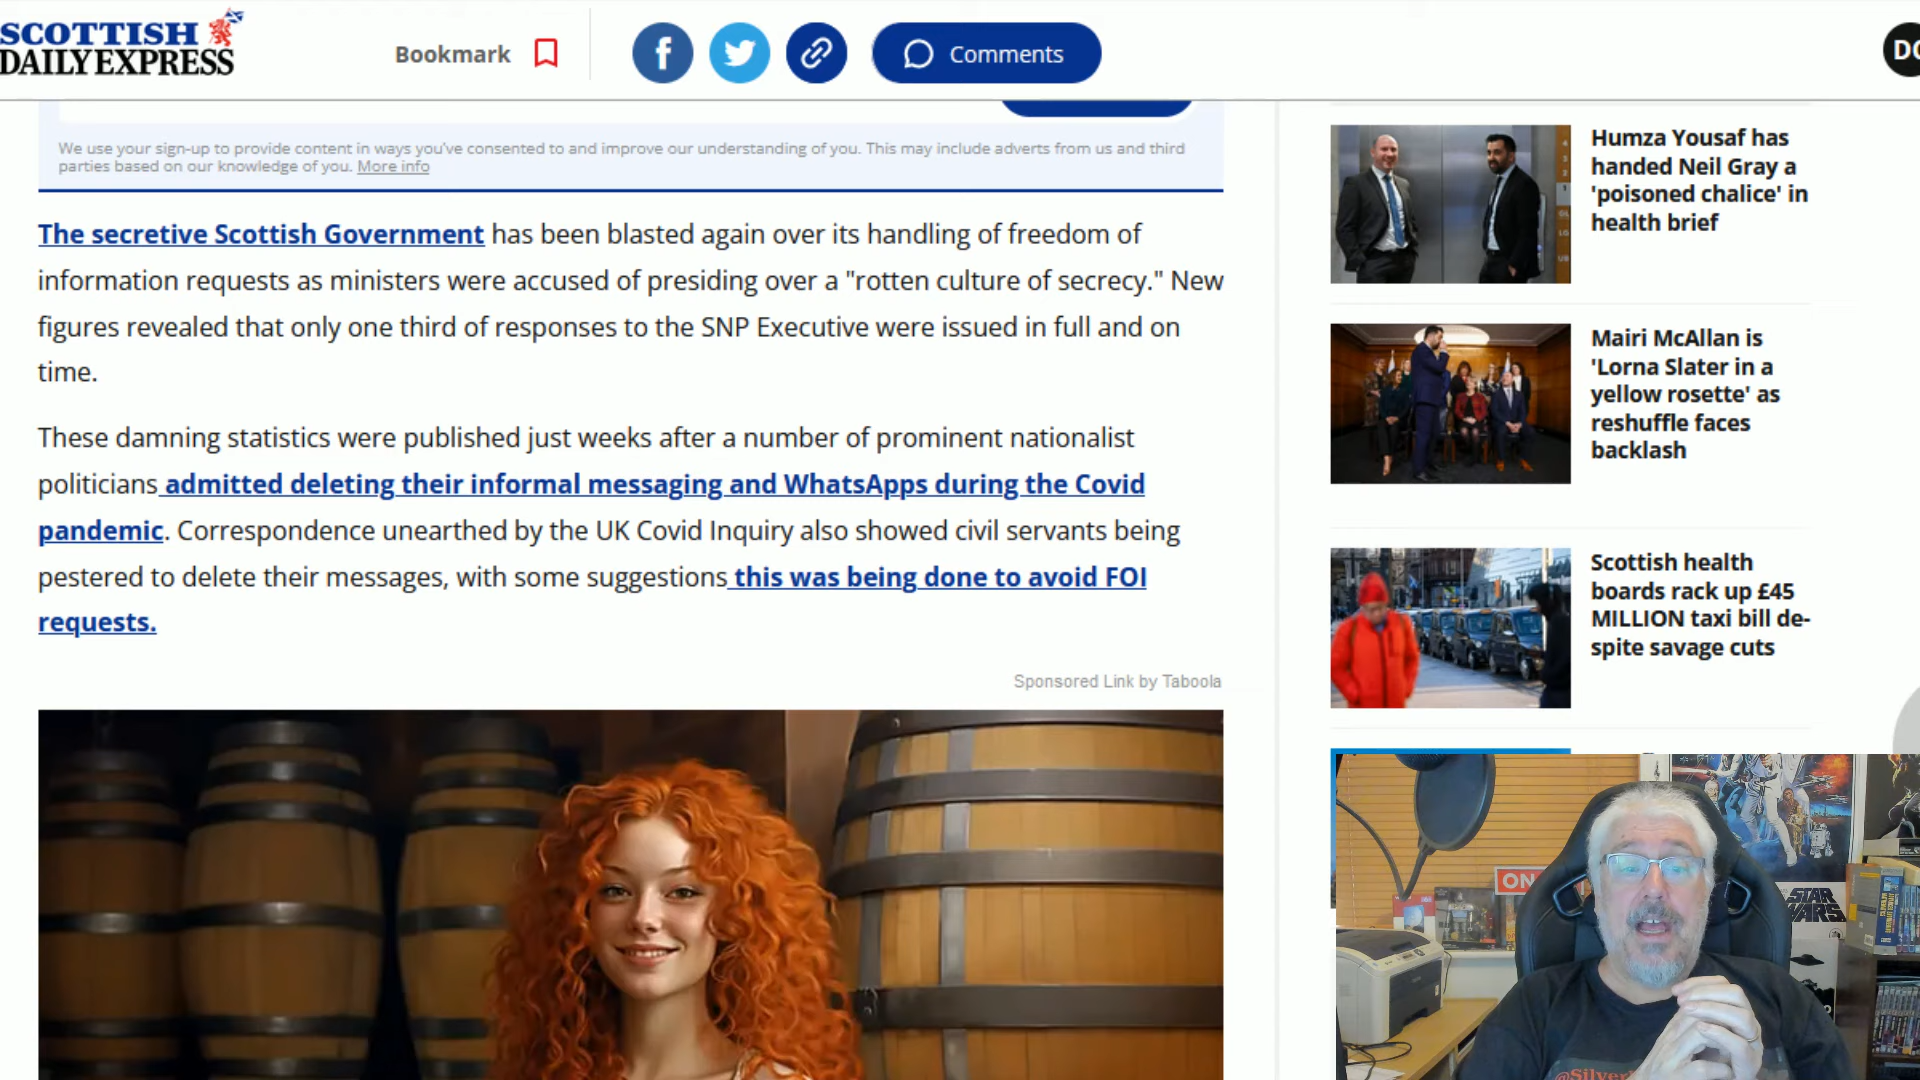 SCOTTISH
DAILY EXPRESS
Bookmark
Comments
We use your sign-up to provide content in ways you've consented to and improve our understanding of you. This may include adverts from us and third
parties based on our knowledge of you. More info
The secretive Scottish Government has been blasted again over its handling of freedom of
information requests as ministers were accused of presiding over a "rotten culture of secrecy." New
figures revealed that only one third of responses to the SNP Executive were issued in full and on
time.
These damning statistics were published just weeks after a number of prominent nationalist
politicians admitted deleting their informal messaging and WhatsApps during the Covid
pandemic. Correspondence unearthed by the UK Covid Inquiry also showed civil servants being
pestered to delete their messages, with some suggestions this was being done to avoid FOI
requests.
Sponsored Link by Taboola
Humza Yousaf has
handed Neil Gray a
'poisoned chalice' in
health brief
Mairi McAllan is
'Lorna Slater in a
yellow rosette' as
reshuffle faces
backlash
Scottish health
boards rack up £45
MILLION taxi bill de-
spite savage cuts
ON
STAR
WARS